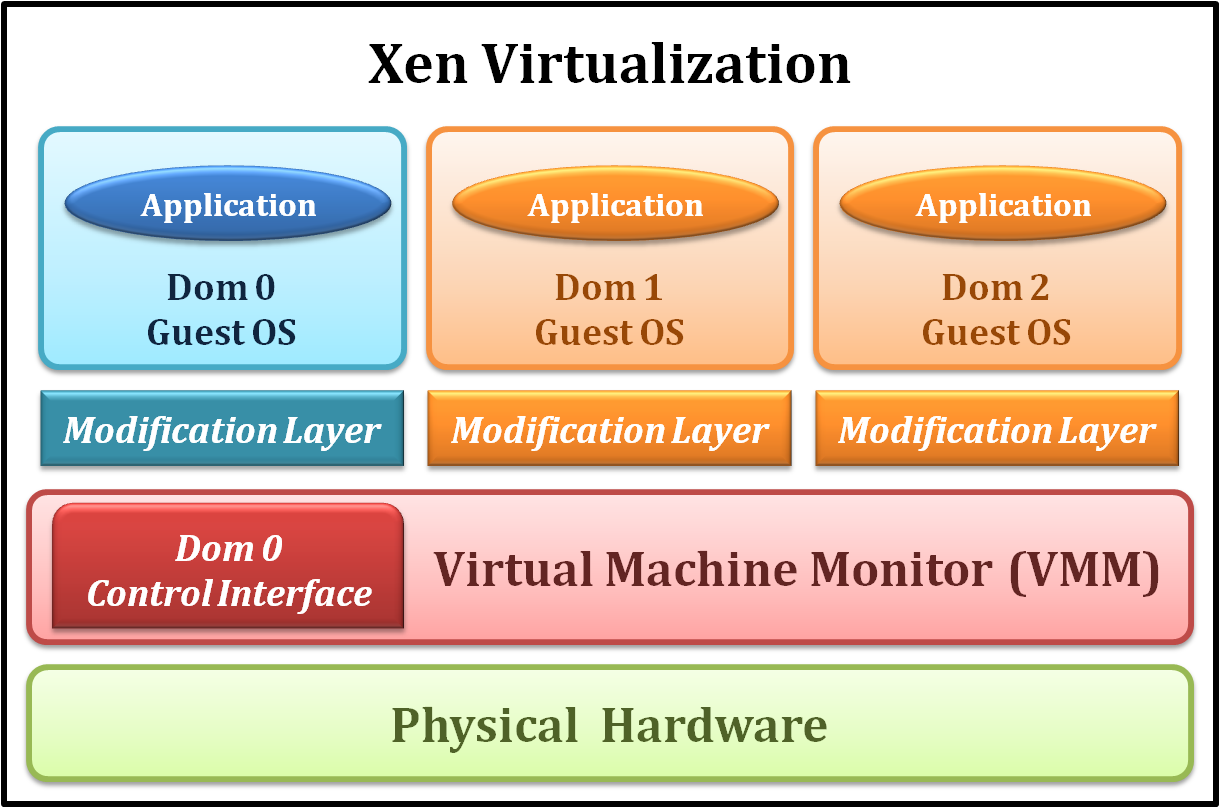 Xen Virtualization
Application
Dom 0
Guest OS
Application
Dom 1
Guest OS
Application
Dom 2
Guest OS
Modification Layer
Modification Layer
Modification Layer
Dom 0
Control Interface
Virtual Machine Monitor (VMM)
Physical Hardware